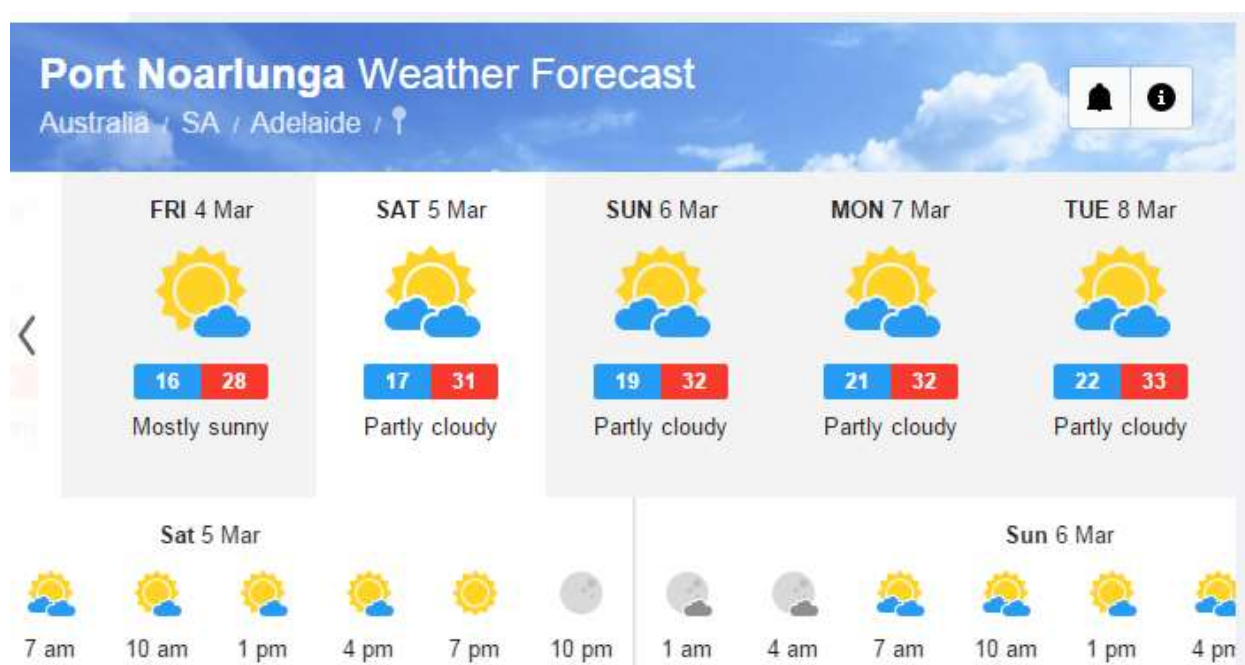 Port Noarlunga Weather Forecast
Australia / SA / Adelaide /
FRI 4 Mar SAT 5 Mar SUN 6 Mar MON 7 Mar TUE 8 Mar
16 28 17 31 19 32 21 32 22 33
Mostly sunny Partly cloudy Partly cloudy Partly cloudy Partly cloudy
Sat 5 Mar Sun 6 Mar
7 am 10 am 1 pm 4 pm 7 pm 10 pm 1 am 4 am 7 am 10 am 1 pm 4 pm